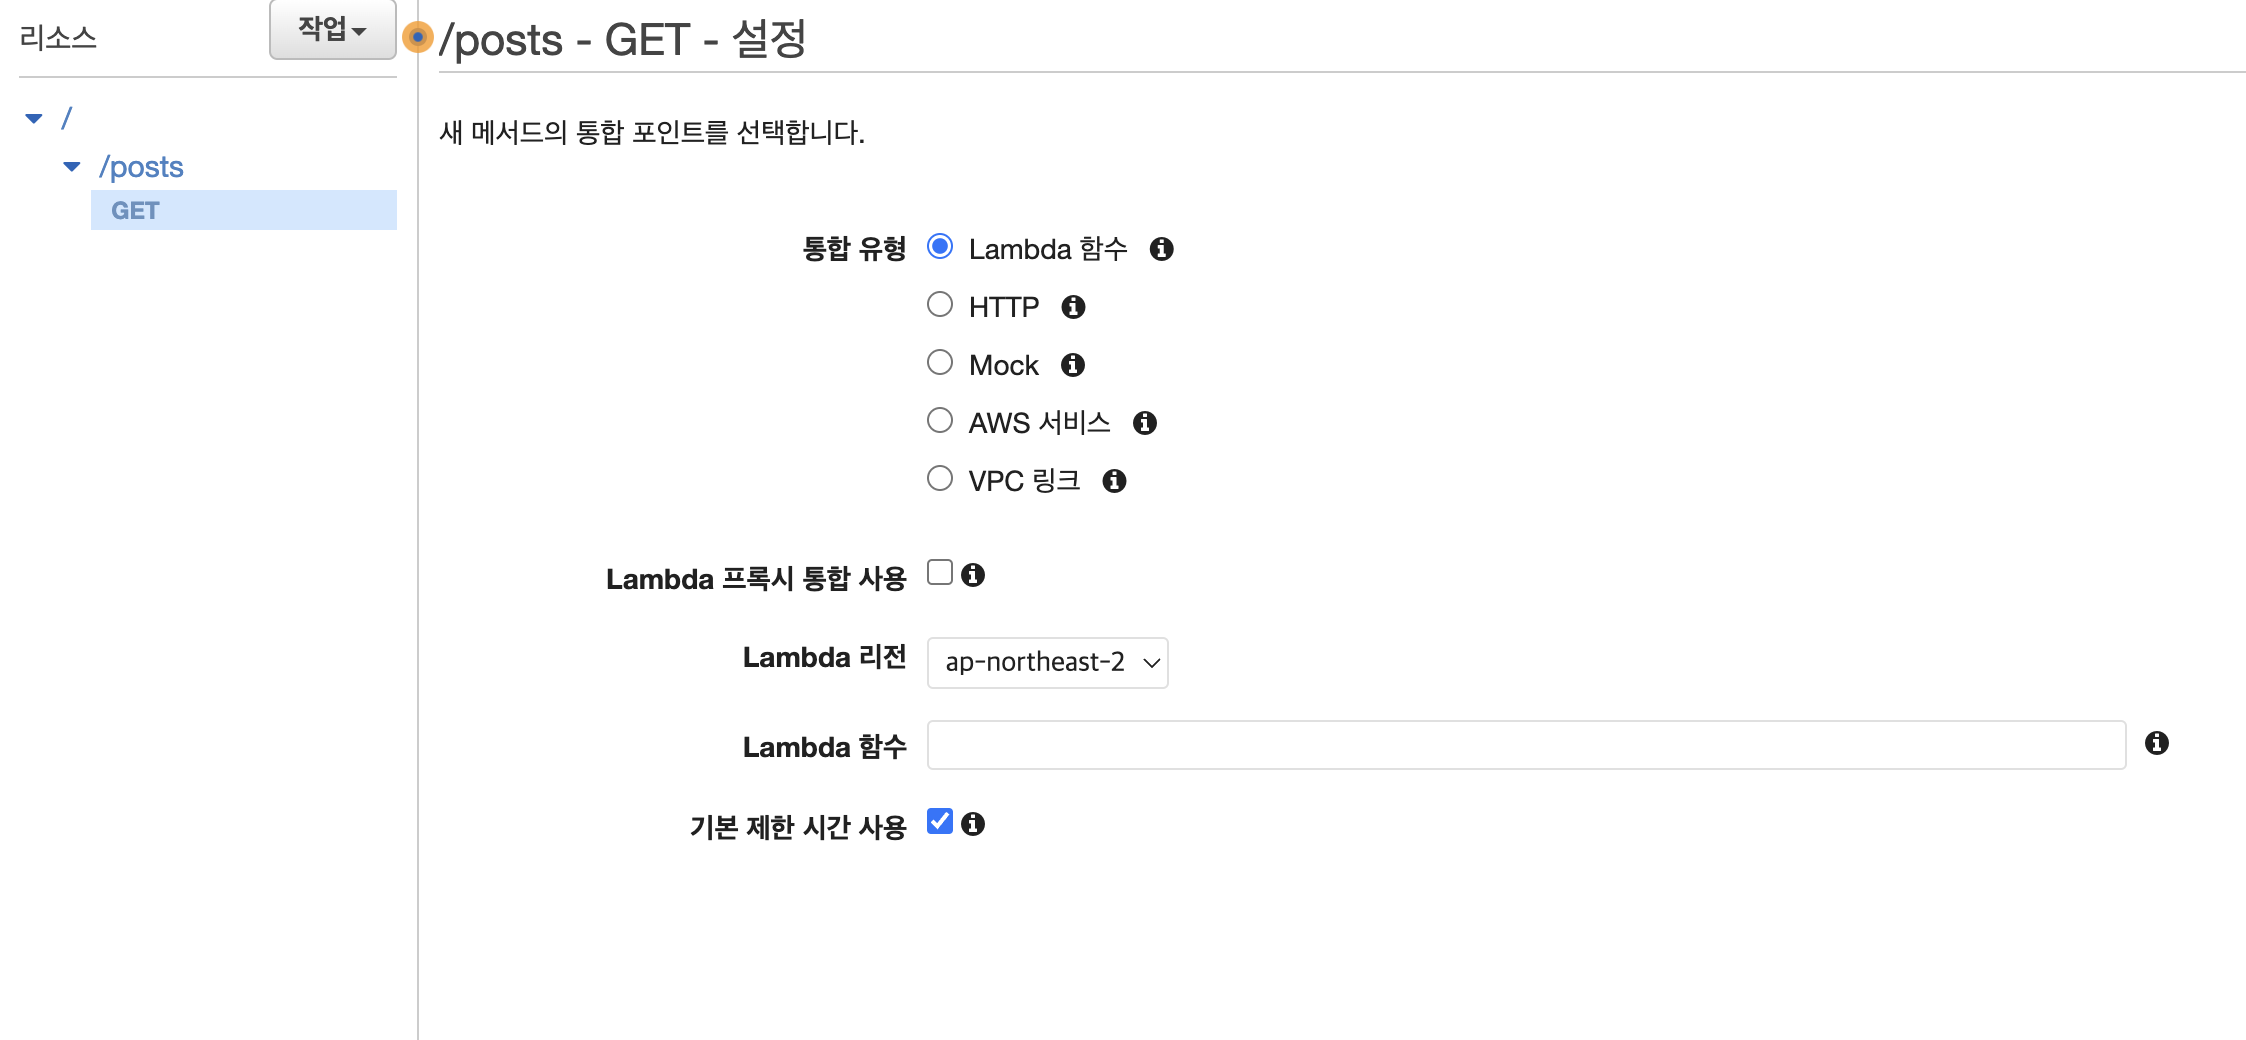 리소스
작업
/
/posts
GET
/posts - GET - 설정
새 메서드의 통합 포인트를 선택합니다.
통합 유형 Lambda 함수
HTTP
Mock
AWS 서비스
VPC 링크
Lambda 프록시 통합 사용
Lambda 리전 ap-northeast-2
Lambda 함수
기본 제한 시간 사용